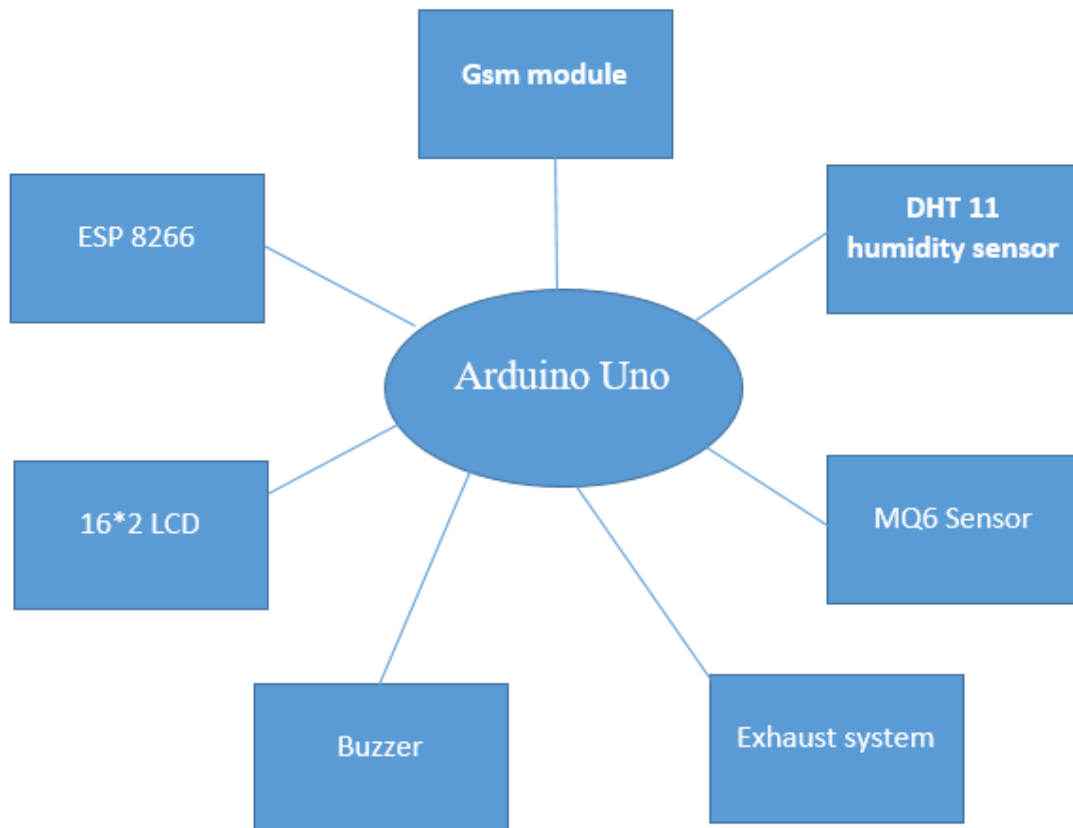 Gsm module
ESP 8266
DHT 11
humidity sensor
Arduino Uno
16*2 LCD
MQ6 Sensor
Buzzer
Exhaust system